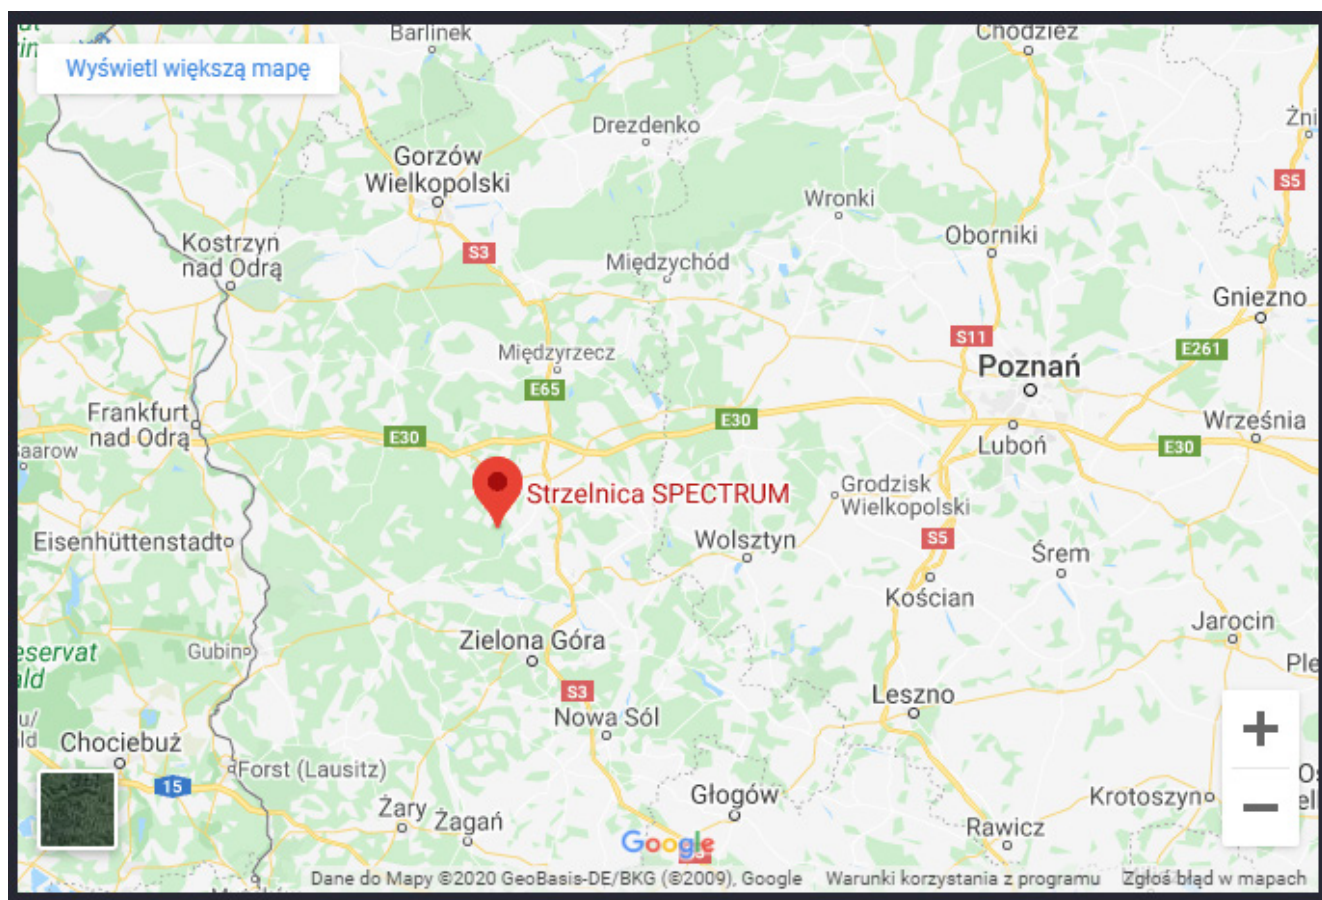 Barlinek
Chodzież
Wyświetl większą mapę
Drezdenko
Żni
Gorzów
Wielkopolski
S5
Wronki
Kostrzyn
nad Odrą
S3
Oborniki
Międzychód
Gniezno
S11
Międzyrzecz
E261
Poznań
E65
Frankfurt
nad Odrą
E30
E30
Września
Luboń
E30
aarow
Strzelnica SPECTRUM
Grodzisk
Wielkopolski
Eisenhüttenstadt
Wolsztyn
S5
Śrem
Kościan
Jarocin
Zielona Góra
eservat
ald
Gubin
Ple
S3
Leszno
Nowa Sól
u/
ld
Chociebuż
Forst (Lausitz)
15
Głogów
Krotoszyn
Żary
Żagań
Rawicz
Google
Dane do Mapy ©2020 GeoBasis-DE/BKG (©2009), Google Warunki korzystania z programu Zgłoś błąd w mapach